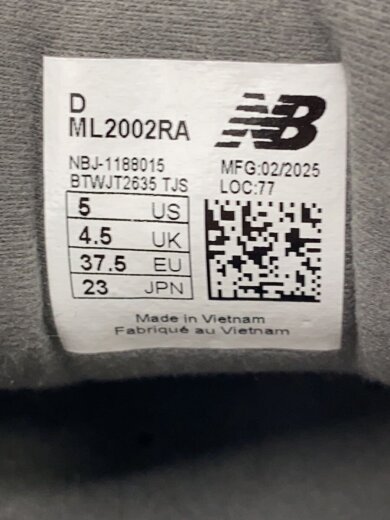 D
ML2002RA
NB
NBJ-1188015
BTWJT2635 TJS
MFG:02/2025
LOC:77
5 US
4.5 UK
37.5 EU
23 JPN
Made in Vietnam
Fabriqué au Vietnam